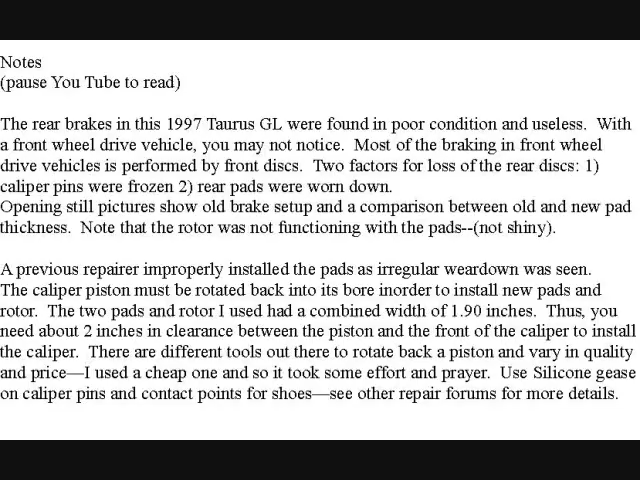 Notes
(pause You Tube to read)
The rear brakes in this 1997 Taurus GL were found in poor condition and useless.  With
a front wheel drive vehicle, you may not notice.  Most of the braking in front wheel
drive vehicles is performed by front discs.  Two factors for loss of the rear discs: 1)
caliper pins were frozen 2) rear pads were worn down.
Opening still pictures show old brake setup and a comparison between old and new pad
thickness.  Note that the rotor was not functioning with the pads--(not shiny).
A previous repairer improperly installed the pads as irregular weardown was seen.
The caliper piston must be rotated back into its bore inorder to install new pads and
rotor.  The two pads and rotor I used had a combined width of 1.90 inches.  Thus, you
need about 2 inches in clearance between the piston and the front of the caliper to install
the caliper.  There are different tools out there to rotate back a piston and vary in quality
and price—I used a cheap one and so it took some effort and prayer.  Use Silicone gease
on caliper pins and contact points for shoes—see other repair forums for more details.